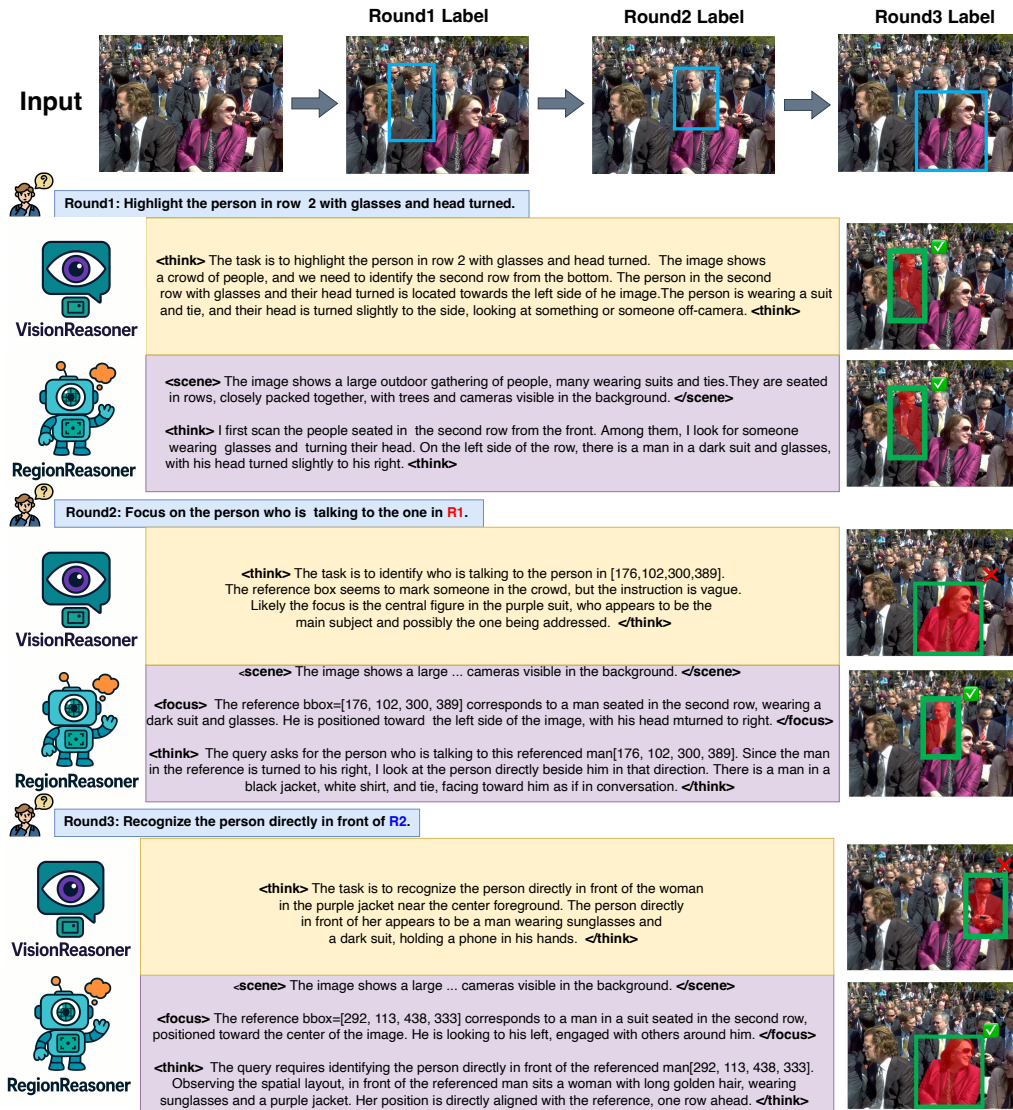 Round1 Label
Round2 Label
Round3 Label
Input
Round1: Highlight the person in row 2 with glasses and head turned.
VisionReasoner
<think> The task is to highlight the person in row 2 with glasses and head turned. The image shows
a crowd of people, and we need to identify the second row from the bottom. The person in the second
row with glasses and their head turned is located towards the left side of he image.The person is wearing a suit
and tie, and their head is turned slightly to the side, looking at something or someone off-camera. <think>
RegionReasoner
<scene> The image shows a large outdoor gathering of people, many wearing suits and ties.They are seated
in rows, closely packed together, with trees and cameras visible in the background. </scene>
<think> I first scan the people seated in the second row from the front. Among them, I look for someone
wearing glasses and turning their head. On the left side of the row, there is a man in a dark suit and glasses,
with his head turned slightly to his right. <think>
Round2: Focus on the person who is talking to the one in R1.
VisionReasoner
<think> The task is to identify who is talking to the person in [176,102,300,389].
The reference box seems to mark someone in the crowd, but the instruction is vague.
Likely the focus is the central figure in the purple suit, who appears to be the
main subject and possibly the one being addressed. </think>
RegionReasoner
<scene> The image shows a large ... cameras visible in the background. </scene>
<focus> The reference bbox=[176, 102, 300, 389] corresponds to a man seated in the second row, wearing a
dark suit and glasses. He is positioned toward the left side of the image, with his head mturned to right. </focus>
<think> The query asks for the person who is talking to this referenced man[176, 102, 300, 389]. Since the man
in the reference is turned to his right, I look at the person directly beside him in that direction. There is a man in a
black jacket, white shirt, and tie, facing toward him as if in conversation. </think>
Round3: Recognize the person directly in front of R2.
VisionReasoner
<think> The task is to recognize the person directly in front of the woman
in the purple jacket near the center foreground. The person directly
in front of her appears to be a man wearing sunglasses and
a dark suit, holding a phone in his hands. </think>
RegionReasoner
<scene> The image shows a large ... cameras visible in the background. </scene>
<focus> The reference bbox=[292, 113, 438, 333] corresponds to a man in a suit seated in the second row,
positioned toward the center of the image. He is looking to his left, engaged with others around him. </focus>
<think> The query requires identifying the person directly in front of the referenced man[292, 113, 438, 333].
Observing the spatial layout, in front of the referenced man sits a woman with long golden hair, wearing
sunglasses and a purple jacket. Her position is directly aligned with the reference, one row ahead. </think>